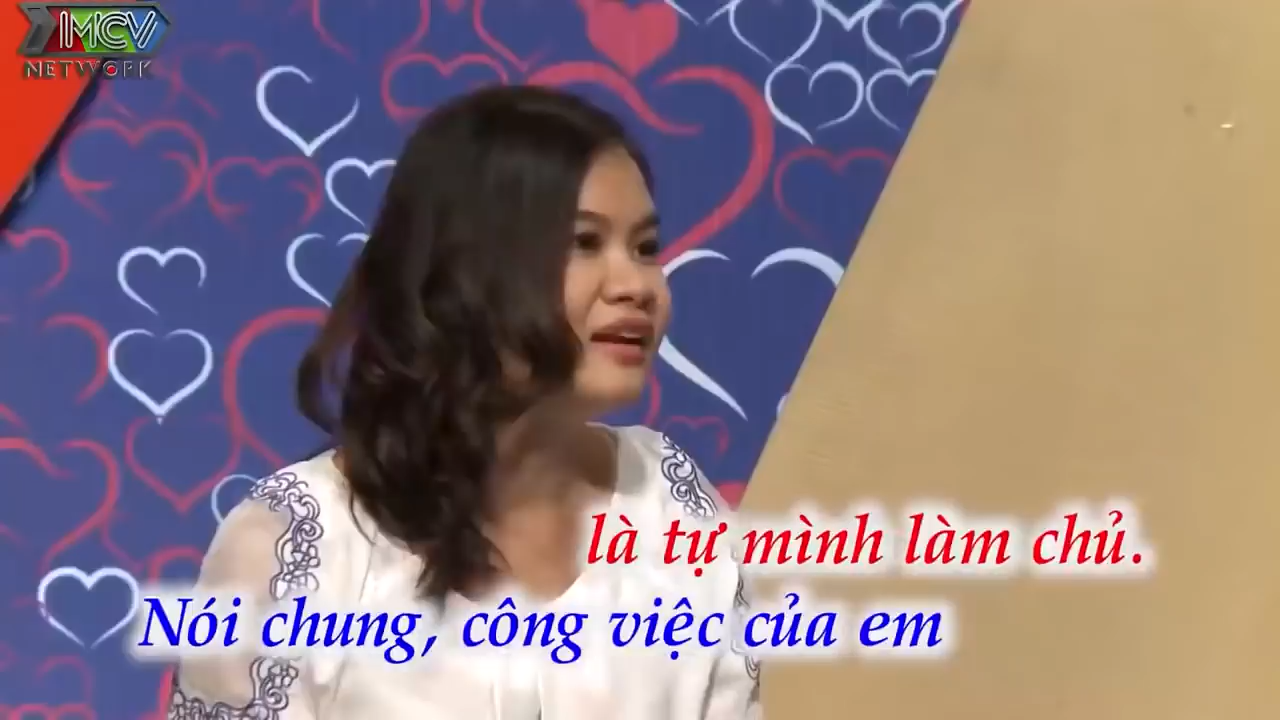 MCV
NETWORK
là tự mình làm chủ.
Nói chung, công việc của em